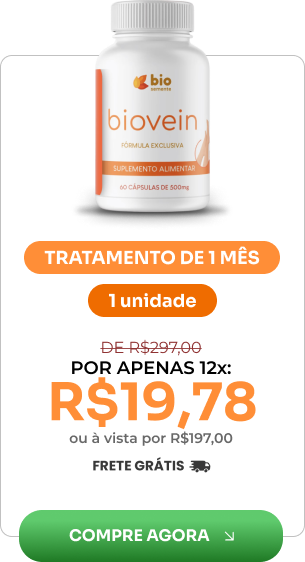 bio
semente
biovein
FÓRMULA EXCLUSIVA
SUPLEMENTO ALIMENTAR
60 CÁPSULAS DE 500mg
TRATAMENTO DE 1 MÊS
1 unidade
DE R$297,00
POR APENAS 12x:
R$19,78
ou à vista por R$197,00
FRETE GRÁTIS
COMPRE AGORA